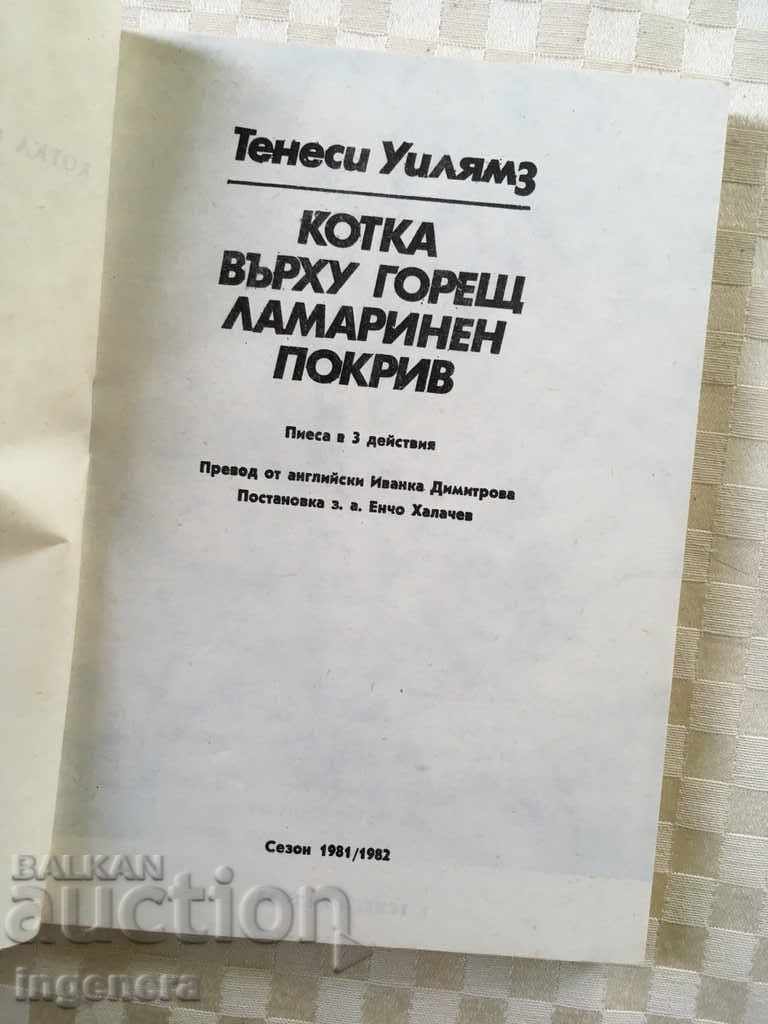 КОТКА
Тенеси Уилямз
КОТКА
ВЪРХУ ГОРЕЩ
ЛАМАРИНЕН
ПОКРИВ
Пиеса в 3 действия
Превод от английски Иванка Димитрова
Постановка з. а. Енчо Халачев
Сезон 1981/1982
BALKAN
auction
ingenera